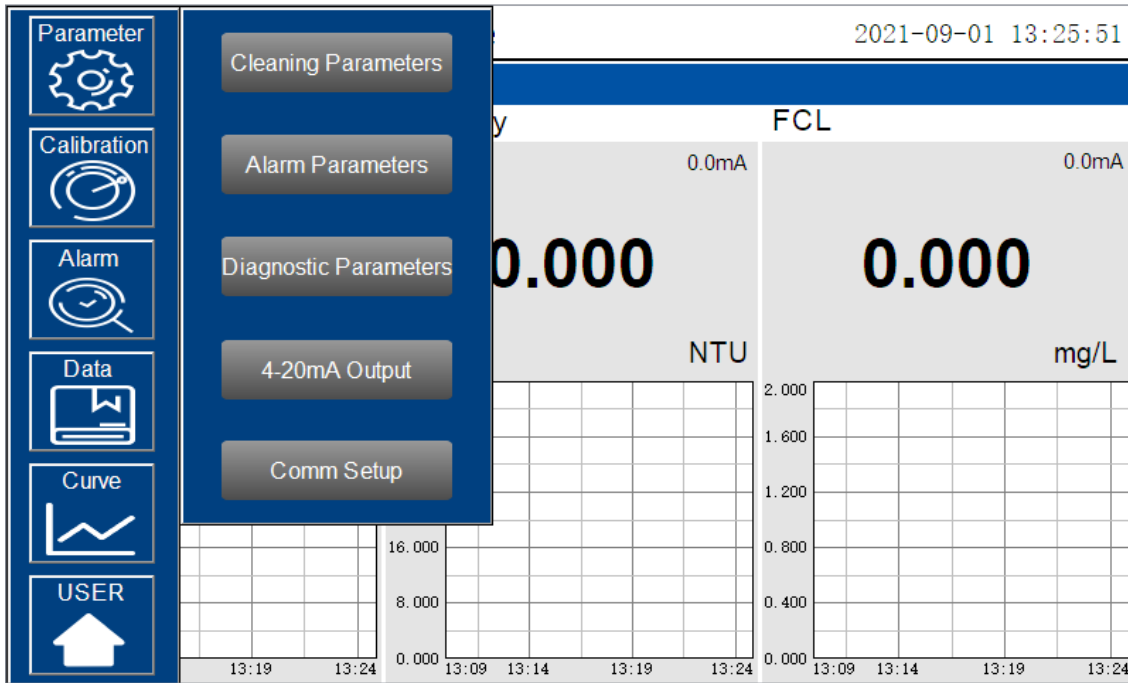 Parameter
Calibration
Alarm
Data
Curve
USER
Cleaning Parameters
Alarm Parameters
Diagnostic Parameters
4-20mA Output
Comm Setup
2021-09-01 13:25:51
y
FCL
0.0mA
0.0mA
0.000
0.000
NTU
mg/L
2.000
1.600
1.200
16.000
0.800
8.000
0.400
0.000
0.000
13:19
13:24
13:09
13:14
13:19
13:24
13:09
13:14
13:19
13:24